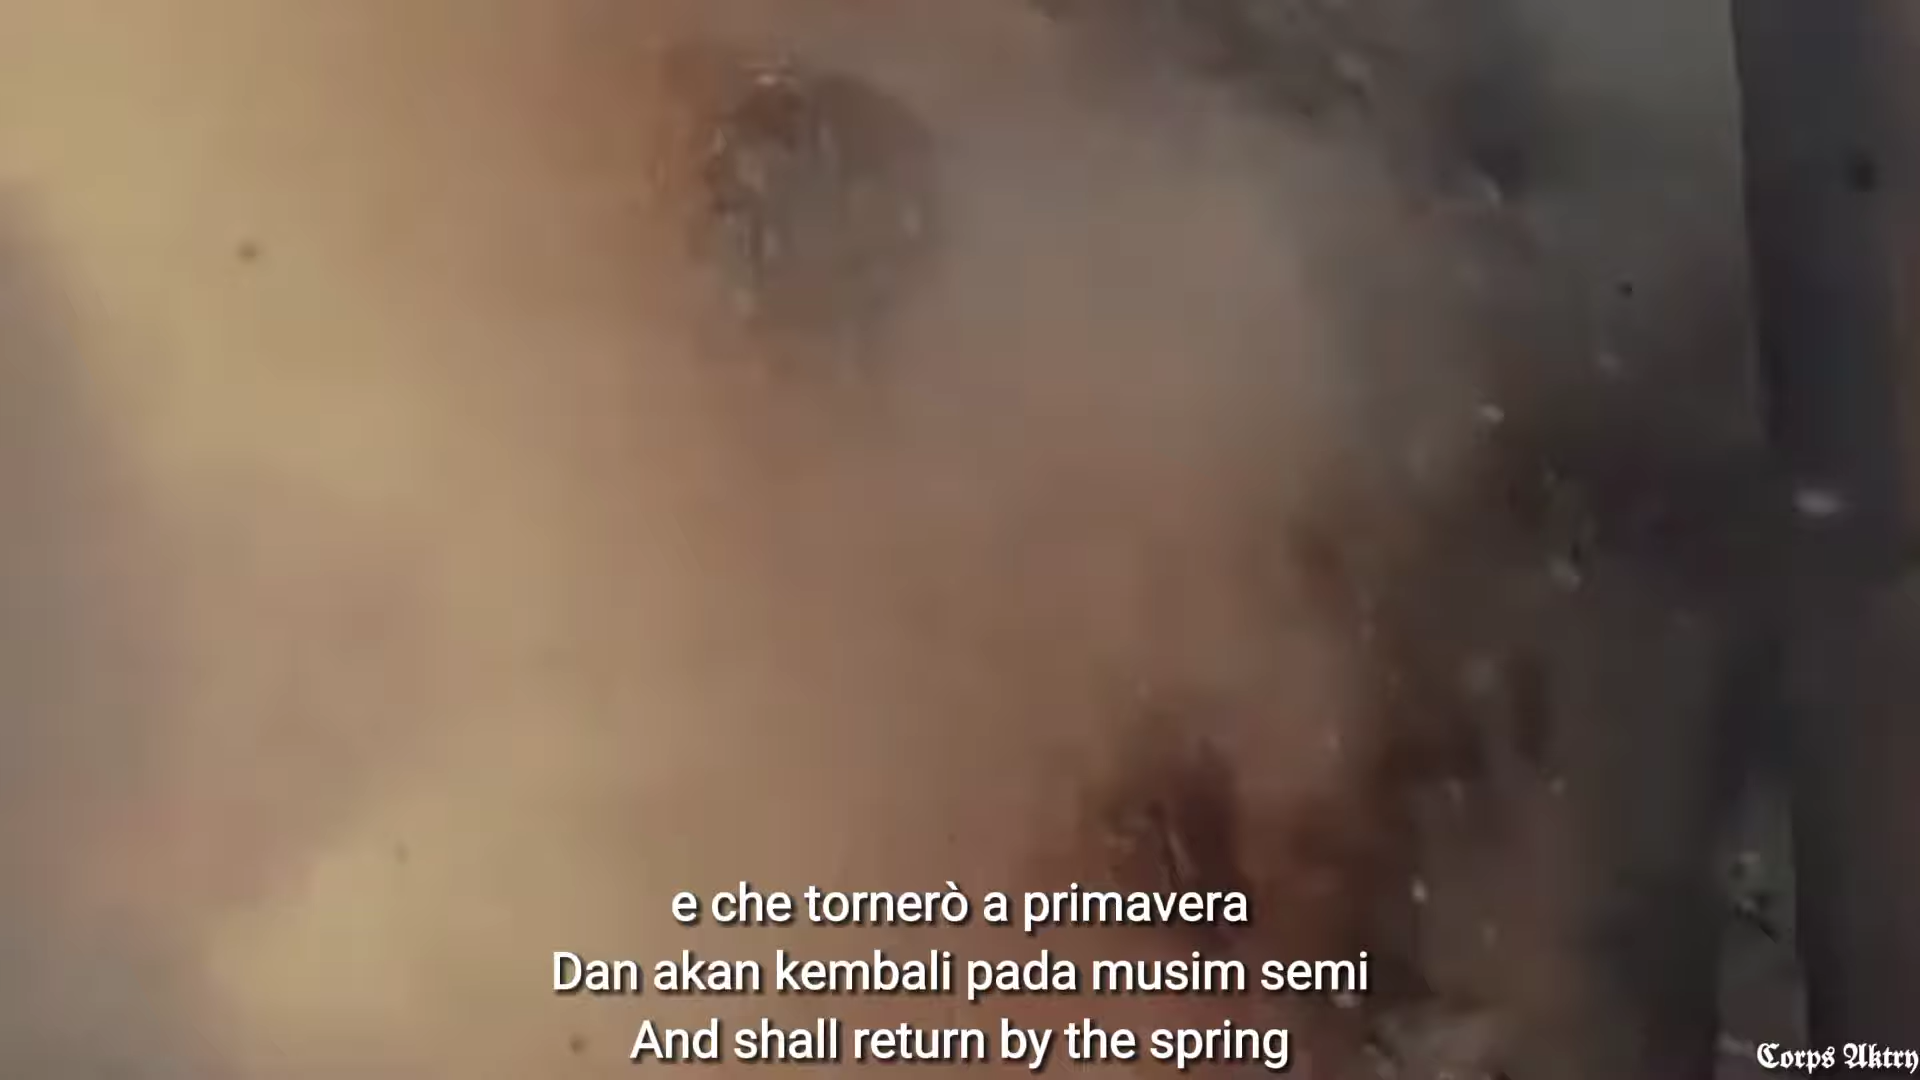 e che tornerò a primavera
Dan akan kembali pada musim semi
And shall return by the spring
Corps Aktry